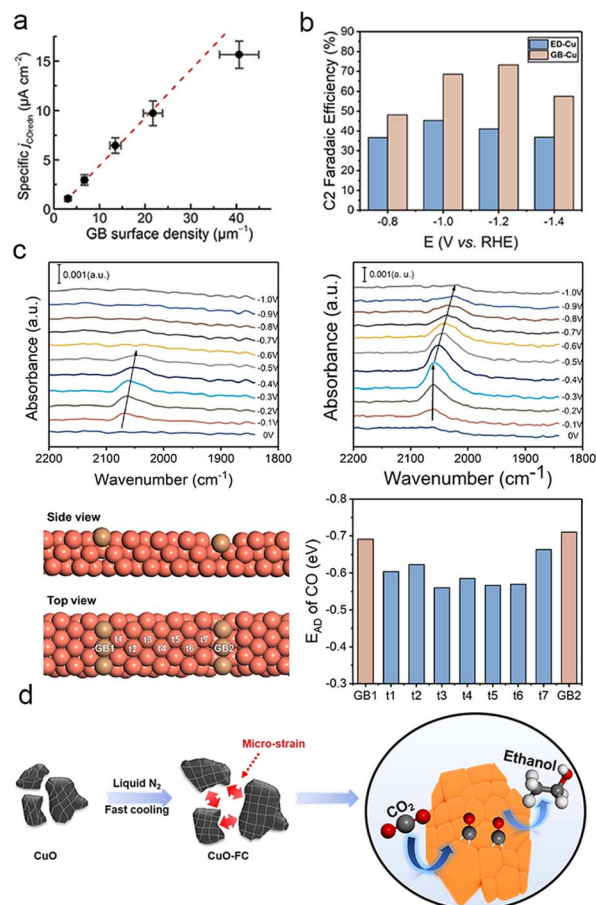 a
Specific jCOredn (μA cm⁻²)
15
10
5
0
0 10 20 30 40
GB surface density (μm⁻¹)
b
C2 Faradaic Efficiency (%)
90
80
70
60
50
40
30
20
10
0
ED-Cu
GB-Cu
-0.8 -1.0 -1.2 -1.4
E (V vs. RHE)
c
Absorbance (a.u.)
0.001(a.u.)
-1.0V
-0.9V
-0.8V
-0.7V
-0.6V
-0.5V
-0.4V
-0.3V
-0.2V
-0.1V
0V
2200 2100 2000 1900 1800
Wavenumber (cm⁻¹)
Absorbance (a.u.)
0.001(a.u.)
-1.0V
-0.9V
-0.8V
-0.7V
-0.6V
-0.5V
-0.4V
-0.3V
-0.2V
-0.1V
0V
2200 2100 2000 1900 1800
Wavenumber (cm⁻¹)
Side view
Top view
GB1 t1 t2 t3 t4 t5 t6 t7 GB2
EAD of CO (eV)
-0.8
-0.7
-0.6
-0.5
-0.4
-0.3
GB1 t1 t2 t3 t4 t5 t6 t7 GB2
d
CuO
Liquid N₂
Fast cooling
Micro-strain
CuO-FC
CO₂
Ethanol